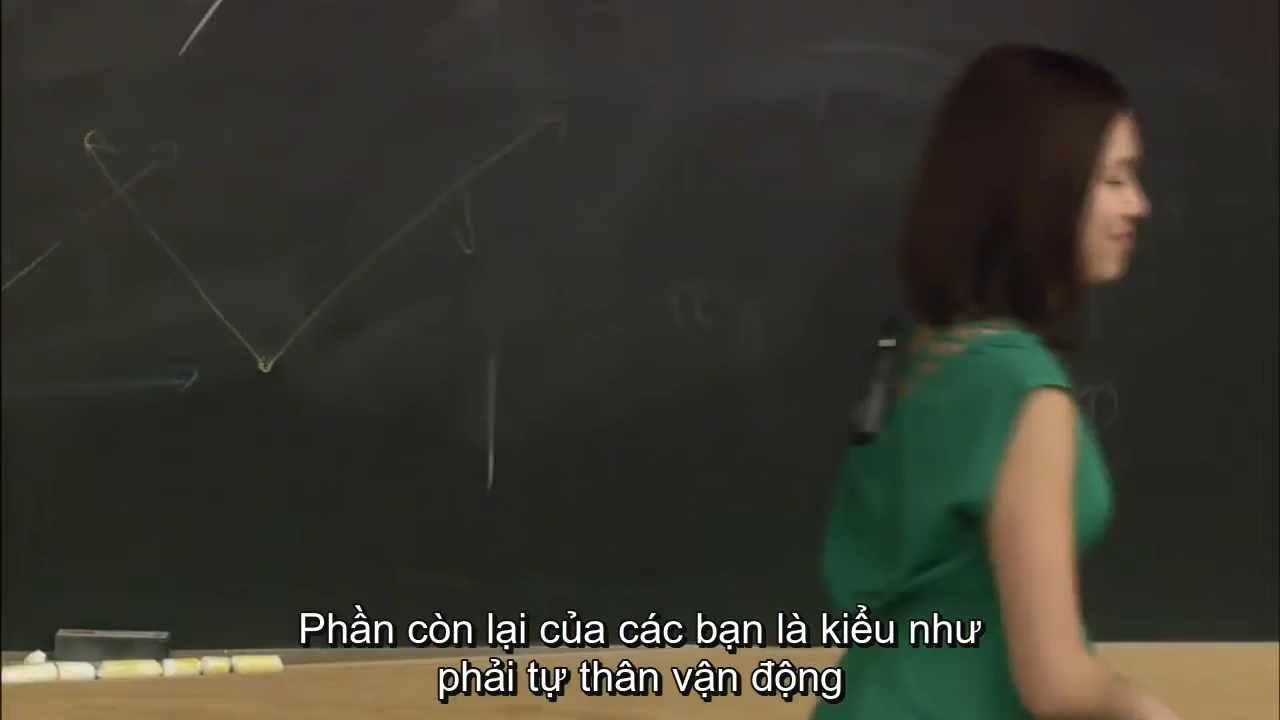 Phần còn lại của các bạn là kiểu như
phải tự thân vận động